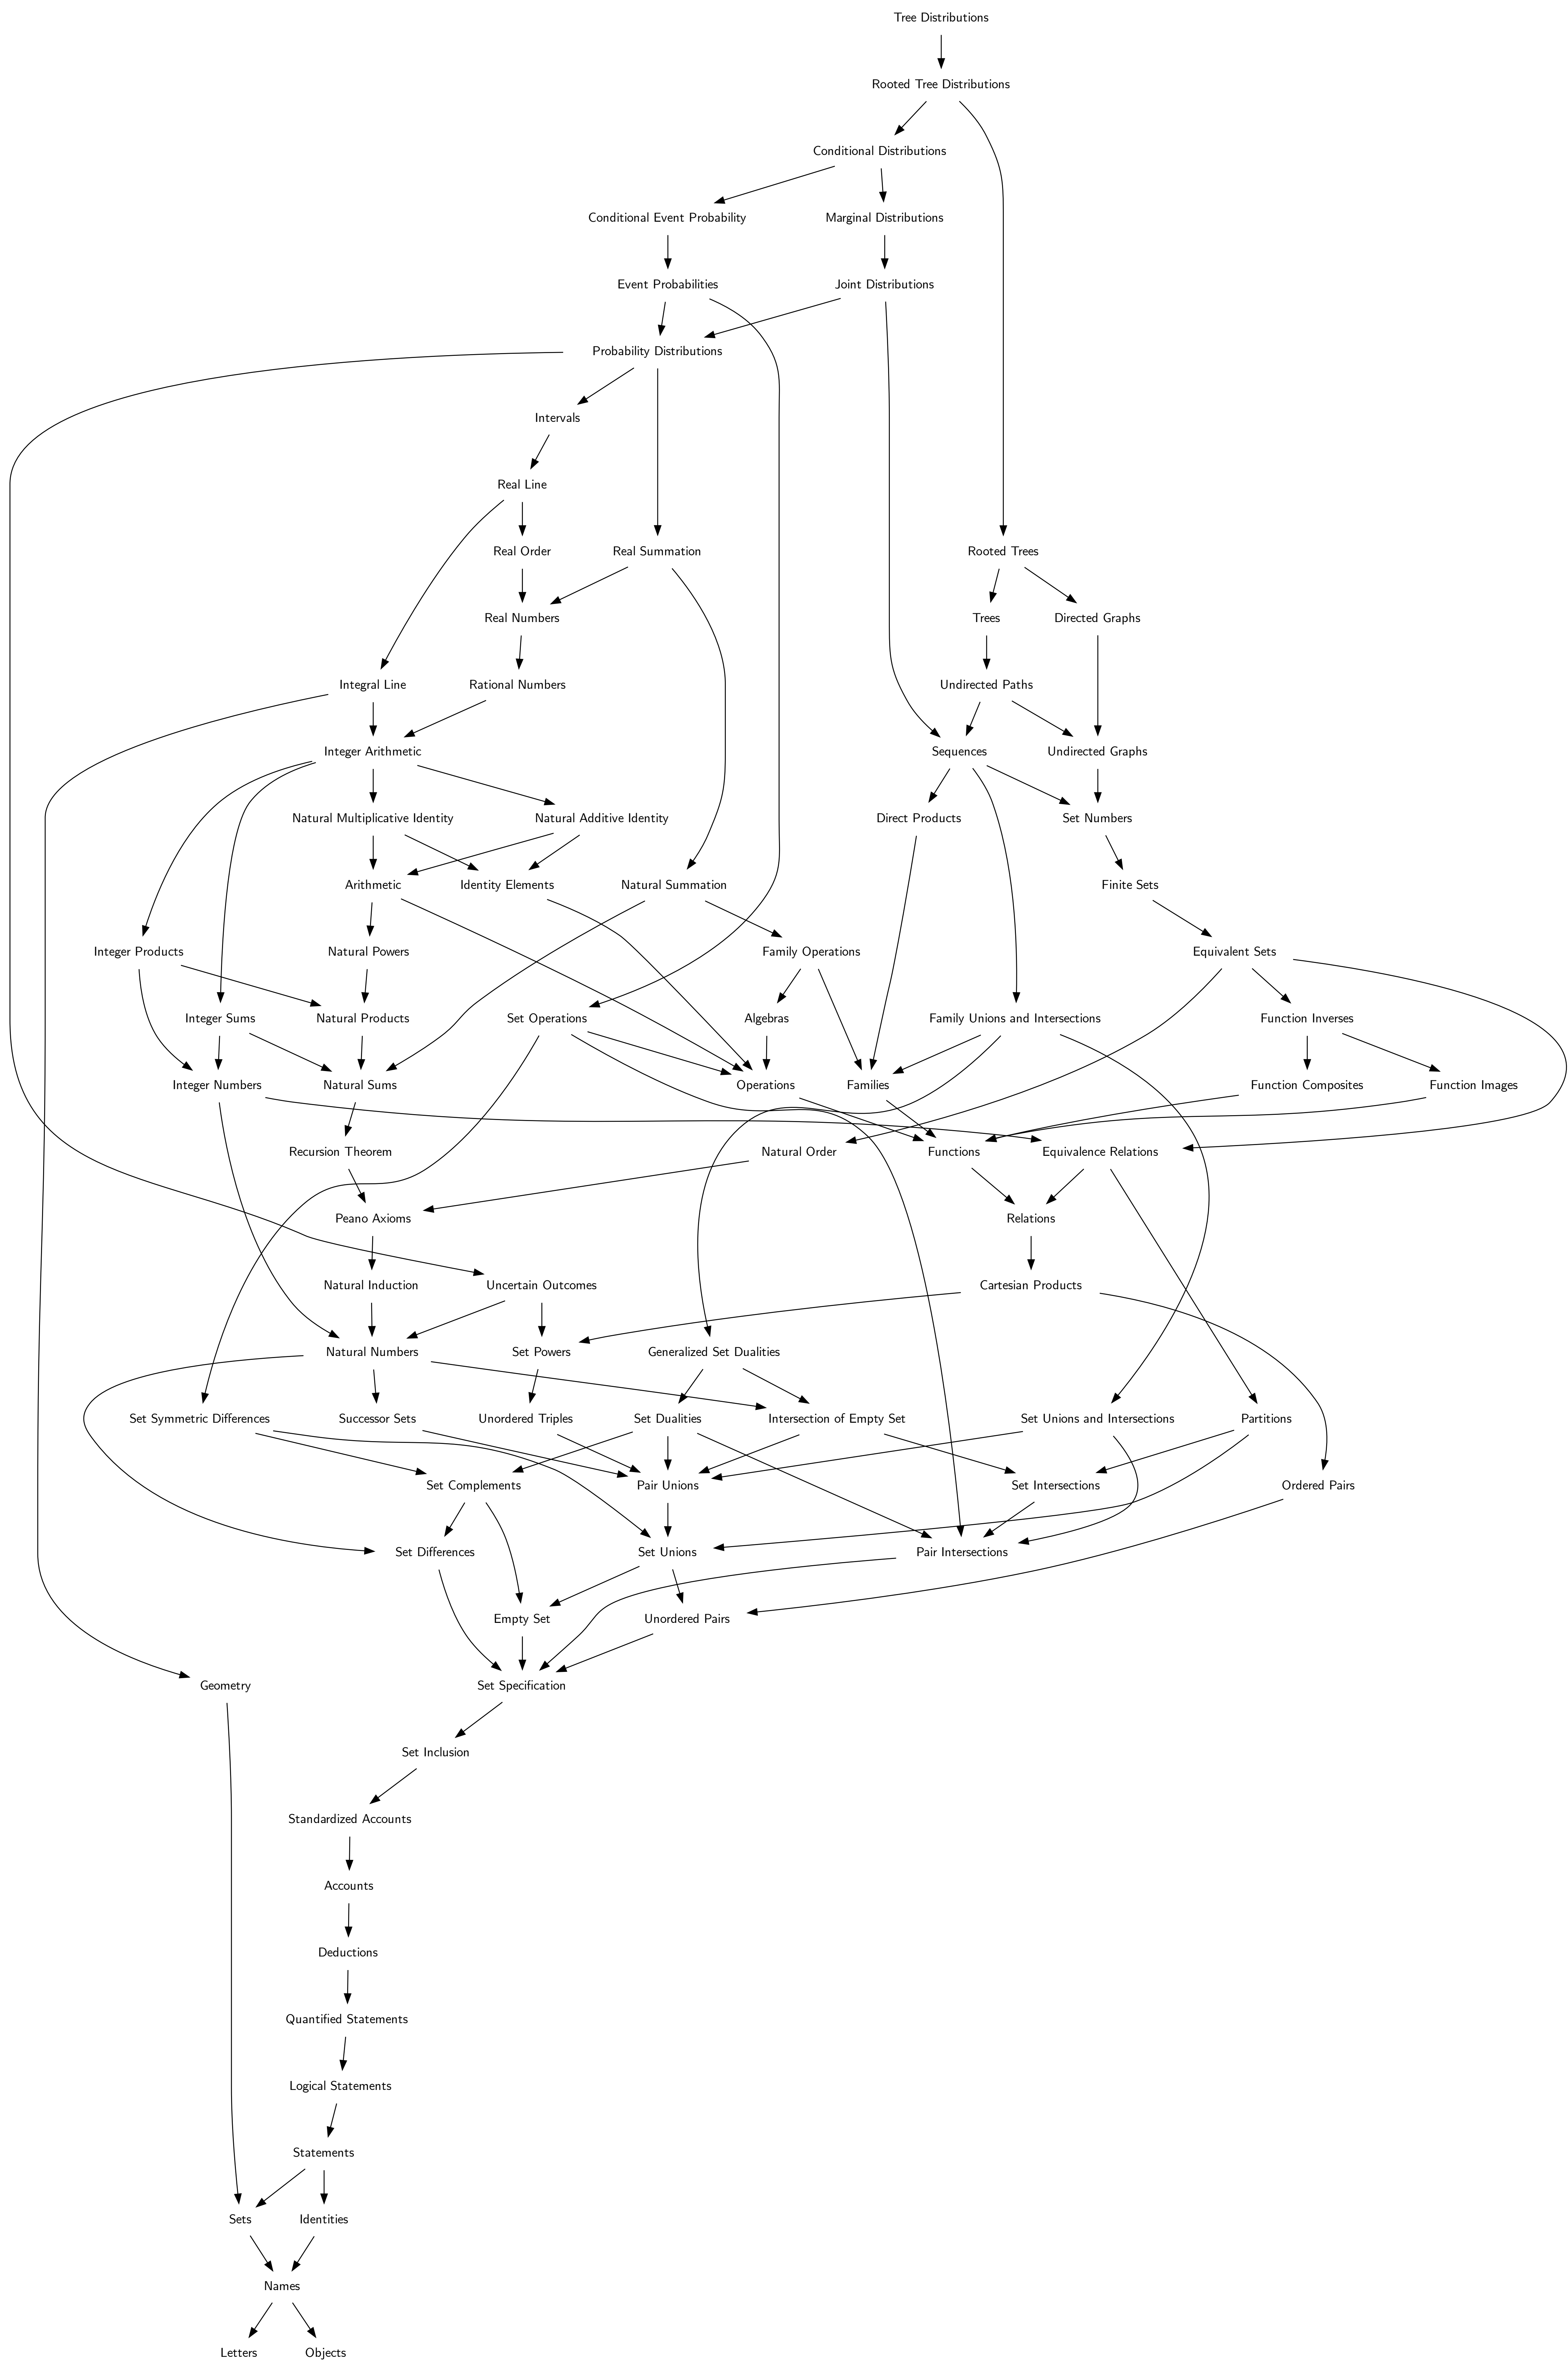 Tree Distributions
Rooted Tree Distributions
Conditional Distributions
Conditional Event Probability
Marginal Distributions
Event Probabilities
Joint Distributions
Probability Distributions
Intervals
Real Line
Real Order
Real Summation
Rooted Trees
Real Numbers
Trees
Directed Graphs
Integral Line
Rational Numbers
Undirected Paths
Integer Arithmetic
Sequences
Undirected Graphs
Natural Multiplicative Identity
Natural Additive Identity
Direct Products
Set Numbers
Arithmetic
Identity Elements
Natural Summation
Finite Sets
Integer Products
Natural Powers
Family Operations
Equivalent Sets
Integer Sums
Natural Products
Set Operations
Algebras
Family Unions and Intersections
Function Inverses
Integer Numbers
Natural Sums
Operations
Families
Function Composites
Function Images
Recursion Theorem
Natural Order
Functions
Equivalence Relations
Peano Axioms
Relations
Natural Induction
Uncertain Outcomes
Cartesian Products
Natural Numbers
Set Powers
Generalized Set Dualities
Set Symmetric Differences
Successor Sets
Unordered Triples
Set Dualities
Intersection of Empty Set
Set Unions and Intersections
Partitions
Set Complements
Pair Unions
Set Intersections
Ordered Pairs
Set Differences
Set Unions
Pair Intersections
Empty Set
Unordered Pairs
Geometry
Set Specification
Set Inclusion
Standardized Accounts
Accounts
Deductions
Quantified Statements
Logical Statements
Statements
Sets
Identities
Names
Letters
Objects